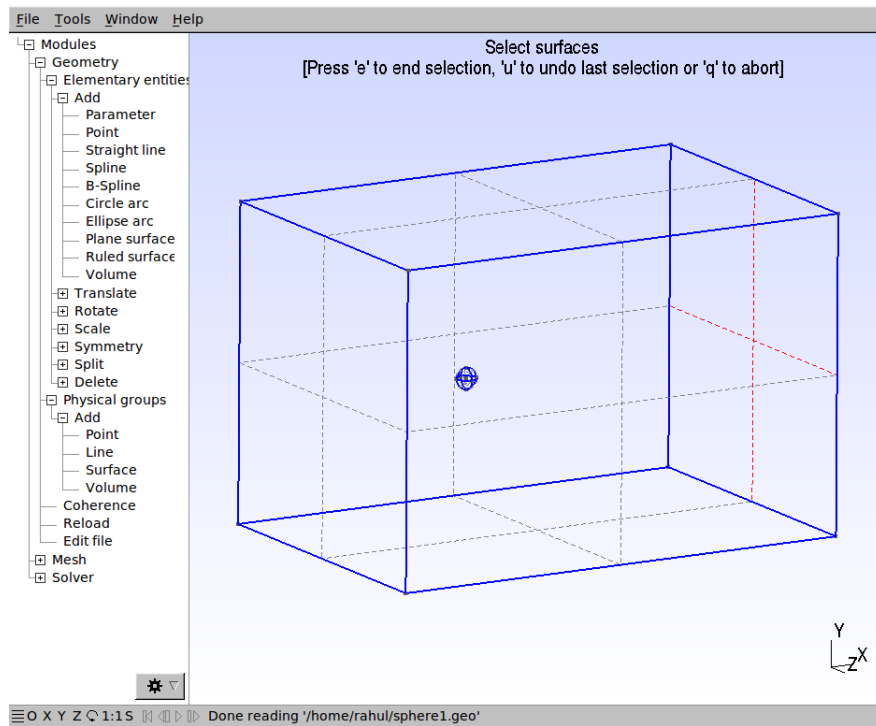 File Tools Window Help
Modules
Geometry
Elementary entities
Add
Parameter
Point
Straight line
Spline
B-Spline
Circle arc
Ellipse arc
Plane surface
Ruled surface
Volume
Translate
Rotate
Scale
Symmetry
Split
Delete
Physical groups
Add
Point
Line
Surface
Volume
Coherence
Reload
Edit file
Mesh
Solver
Select surfaces
[Press 'e' to end selection, 'u' to undo last selection or 'q' to abort]
Y
Z X
O X Y Z 1:1 S Done reading '/home/rahul/sphere1.geo'